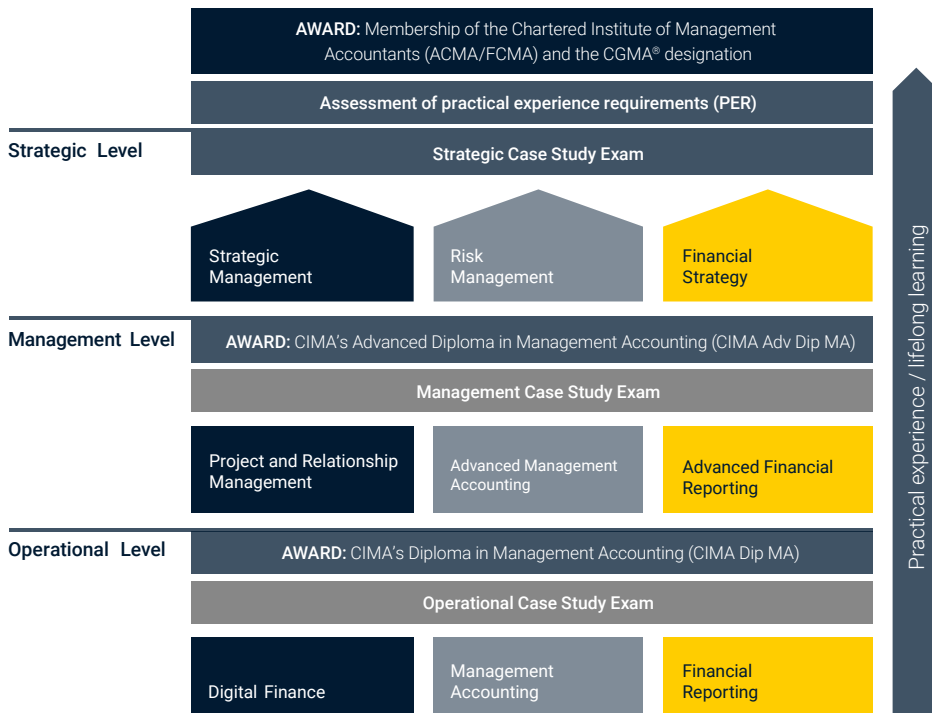 AWARD: Membership of the Chartered Institute of Management
Accountants (ACMA/FCMA) and the CGMA® designation
Assessment of practical experience requirements (PER)
Strategic Level
Strategic Case Study Exam
Strategic
Management
Risk
Management
Financial
Strategy
Management Level
AWARD: CIMA's Advanced Diploma in Management Accounting (CIMA Adv Dip MA)
Management Case Study Exam
Project and Relationship
Management
Advanced Management
Accounting
Advanced Financial
Reporting
Operational Level
AWARD: CIMA's Diploma in Management Accounting (CIMA Dip MA)
Operational Case Study Exam
Digital Finance
Management
Accounting
Financial
Reporting
Practical experience / lifelong learning